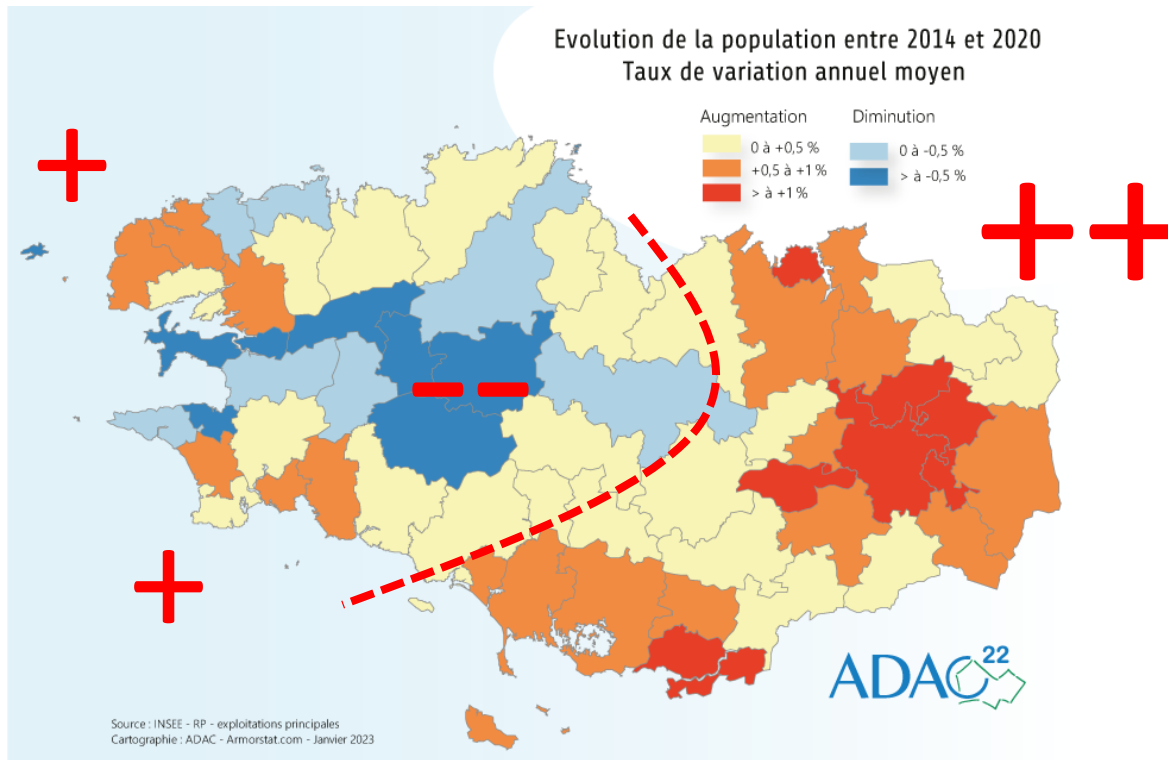 Evolution de la population entre 2014 et 2020
Taux de variation annuel moyen
Augmentation
0 à +0,5 %
+0,5 à +1 %
> à +1 %
Diminution
0 à -0,5 %
> à -0,5 %
ADAC 22
Source : INSEE - RP - exploitations principales
Cartographie : ADAC - Armorstat.com - Janvier 2023